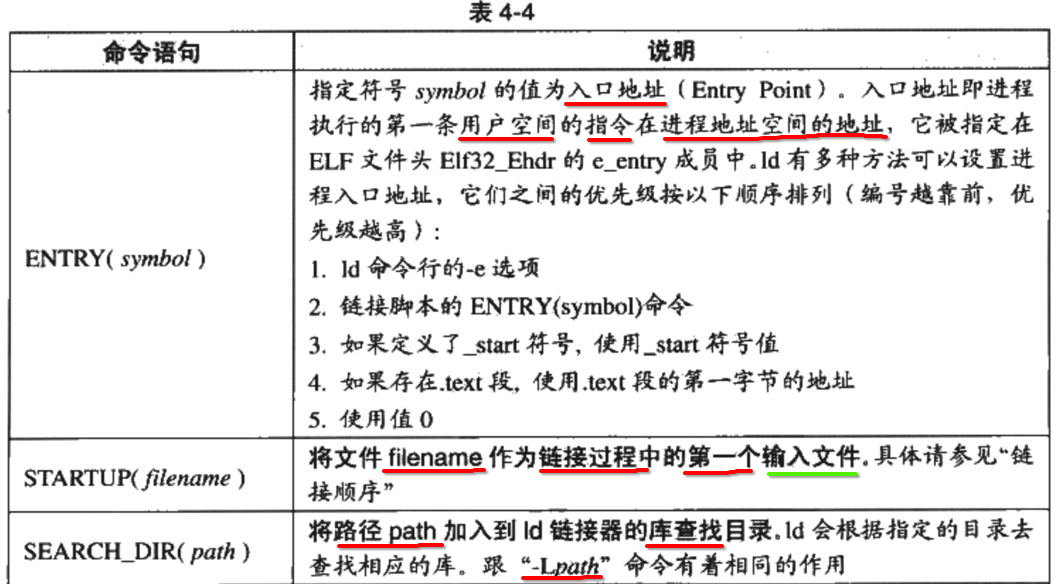 表 4-4
命令语句 说明
ENTRY( symbol )
指定符号 symbol 的值为入口地址（Entry Point）。入口地址即进程
执行的第一条用户空间的指令在进程地址空间的地址，它被指定在
ELF 文件头 Elf32_Ehdr 的 e_entry 成员中。ld 有多种方法可以设置进
程入口地址，它们之间的优先级按以下顺序排列（编号越靠前，优
先级越高）：
1. ld 命令行的-e 选项
2. 链接脚本的 ENTRY(symbol)命令
3. 如果定义了_start 符号，使用_start 符号值
4. 如果存在.text 段，使用.text 段的第一字节的地址
5. 使用值 0
STARTUP( filename )
将文件 filename 作为链接过程中的第一个输入文件。具体请参见“链
接顺序”
SEARCH_DIR( path )
将路径 path 加入到 ld 链接器的库查找目录。ld 会根据指定的目录去
查找相应的库。跟“-Lpath”命令有着相同的作用